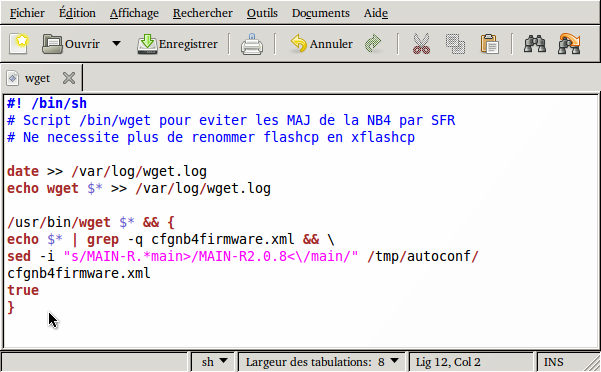 Fichier Édition Affichage Rechercher Outils Documents Aide
Ouvrir Enregistrer Annuler
wget
#! /bin/sh
# Script /bin/wget pour eviter les MAJ de la NB4 par SFR
# Ne necessite plus de renommer flashcp en xflashcp
date >> /var/log/wget.log
echo wget $* >> /var/log/wget.log
/usr/bin/wget $* && {
echo $* | grep -q cfgnb4firmware.xml && \
sed -i "s/MAIN-R.*main>/MAIN-R2.0.8<\/main/" /tmp/autoconf/
cfgnb4firmware.xml
true
}
sh Largeur des tabulations: 8 Lig 12, Col 2 INS